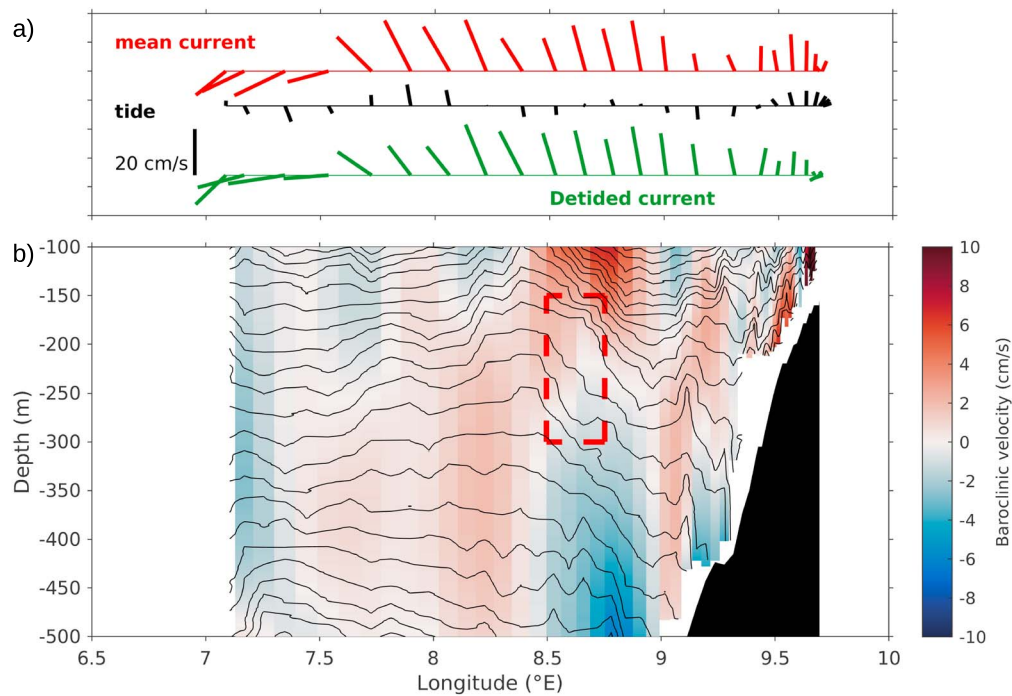 a)
mean current
tide
20 cm/s
Detided current
b)
-100
-150
-200
-250
-300
-350
-400
-450
-500
Depth (m)
6.5 7 7.5 8 8.5 9 9.5 10
Longitude (°E)
10
8
6
4
2
0
-2
-4
-6
-8
-10
Baroclinic velocity (cm/s)